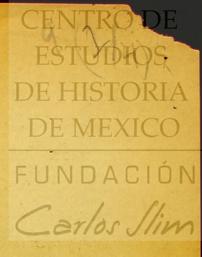 CENTRO DE
ESTUDIOS
DE HISTORIA
DE MEXICO
FUNDACIÓN
Carlos Slim